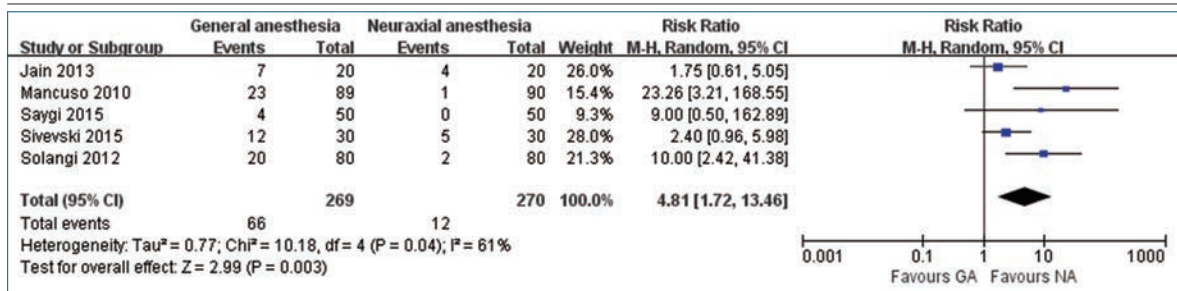 General anesthesia Neuraxial anesthesia Risk Ratio Risk Ratio
Study or Subgroup Events Total Events Total Weight M-H, Random, 95% CI M-H, Random, 95% CI
Jain 2013 7 20 4 20 26.0% 1.75 [0.61, 5.05]
Mancuso 2010 23 89 1 90 15.4% 23.26 [3.21, 168.55]
Saygi 2015 4 50 0 50 9.3% 9.00 [0.50, 162.89]
Sivevski 2015 12 30 5 30 28.0% 2.40 [0.96, 5.98]
Solangi 2012 20 80 2 80 21.3% 10.00 [2.42, 41.38]
Total (95% CI) 269 270 100.0% 4.81 [1.72, 13.46]
Total events 66 12
Heterogeneity: Tau² = 0.77; Chi² = 10.18, df = 4 (P = 0.04); I² = 61%
Test for overall effect: Z = 2.99 (P = 0.003)
0.001 0.1 1 10 1000
Favours GA Favours NA